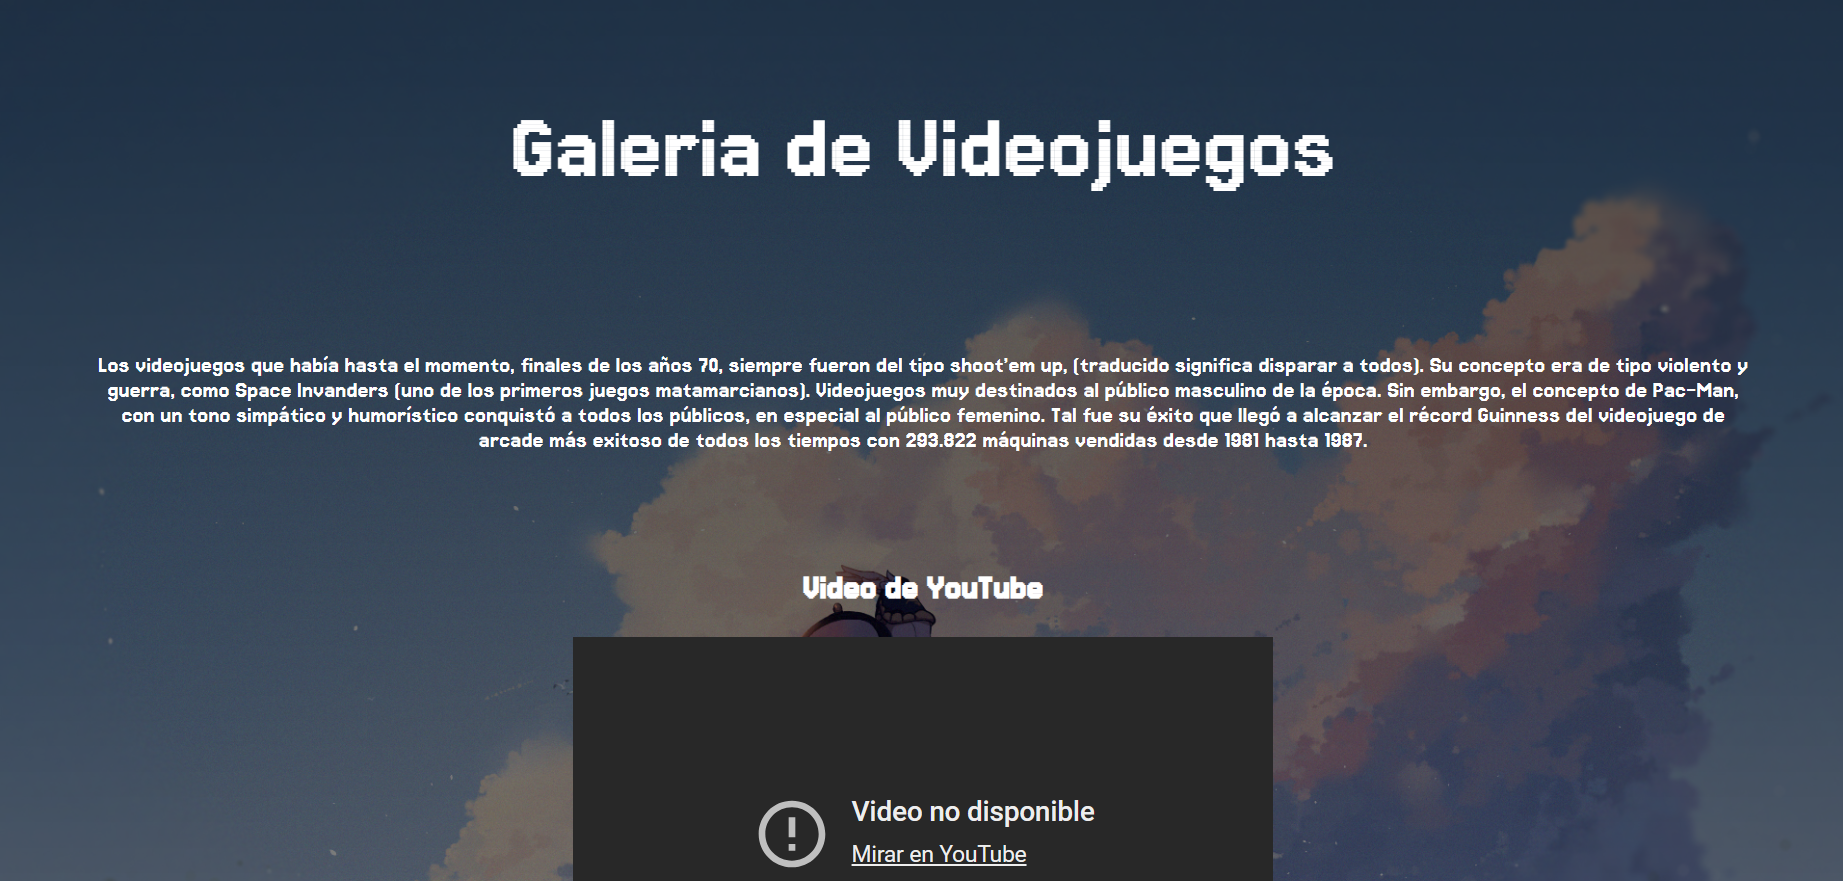 Galeria de Videojuegos
Los videojuegos que había hasta el momento, finales de los años 70, siempre fueron del tipo shoot'em up, (traducido significa disparar a todos). Su concepto era de tipo violento y
guerra, como Space Invanders (uno de los primeros juegos matamarcianos). Videojuegos muy destinados al público masculino de la época. Sin embargo, el concepto de Pac-Man,
con un tono simpático y humorístico conquistó a todos los públicos, en especial al público femenino. Tal fue su éxito que llegó a alcanzar el récord Guinness del videojuego de
arcade más exitoso de todos los tiempos con 293.822 máquinas vendidas desde 1981 hasta 1987.
Video de YouTube
Video no disponible
Mirar en YouTube